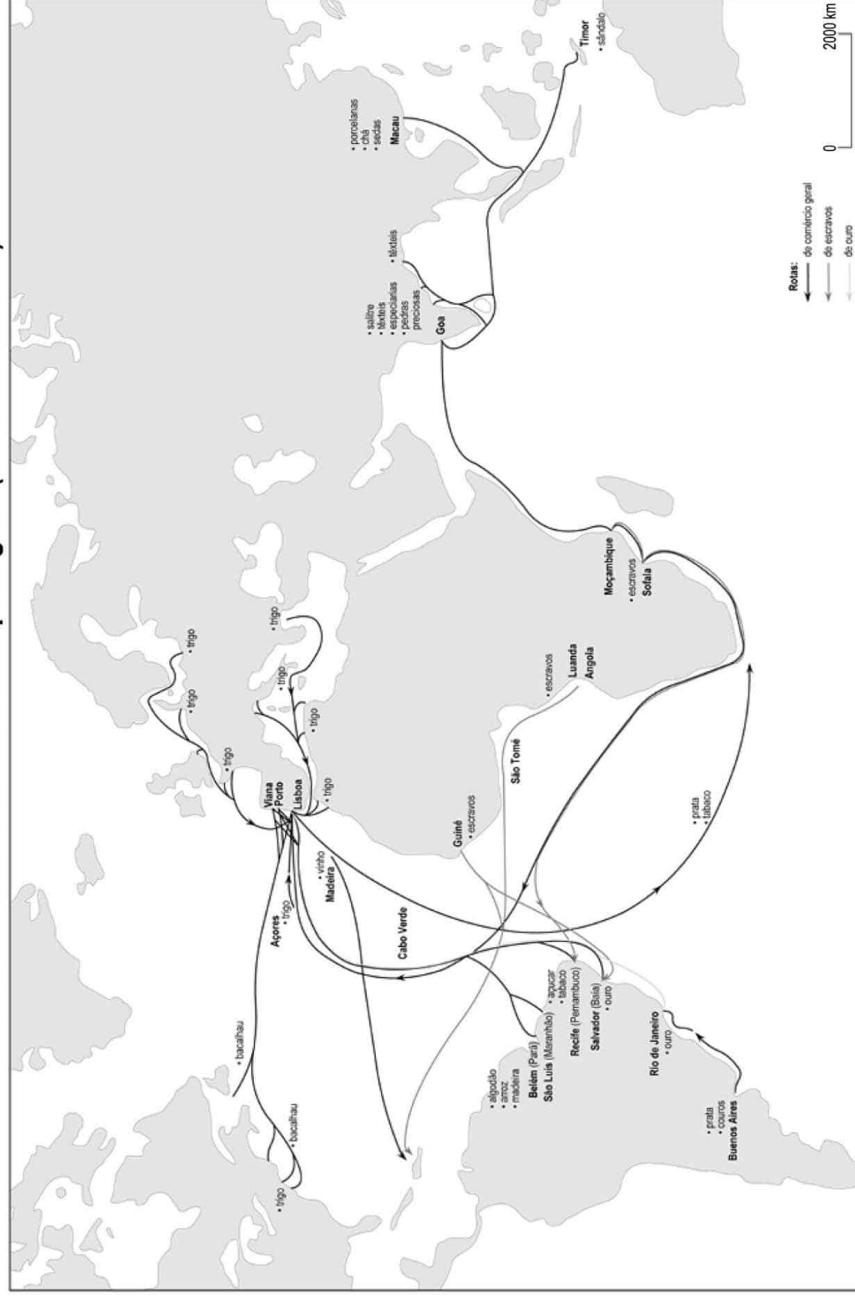 • trigo
• trigo
• trigo
Viana
Porto
Lisboa
• trigo
• trigo
• trigo
• trigo
Açores
• trigo
• vinho
Madeira
• bacalhau
• bacalhau
• trigo
Cabo Verde
Guiné
• escravos
São Tomé
• escravos
Luanda
Angola
Moçambique
• escravos
Sofala
• salitre
• têxteis
• especiarias
• pedras
preciosas
Goa
• têxteis
• porcelanas
• chá
• sedas
Macau
Timor
• sândalo
• algodão
• arroz
• madeira
Belém (Pará)
São Luís (Maranhão)
• açucar
• tabaco
Recife (Pernambuco)
Salvador (Baía)
• ouro
Rio de Janeiro
• ouro
• prata
• couros
Buenos Aires
• prata
• tabaco
Rotas:
de comércio geral
de escravos
de ouro
0 2000 km